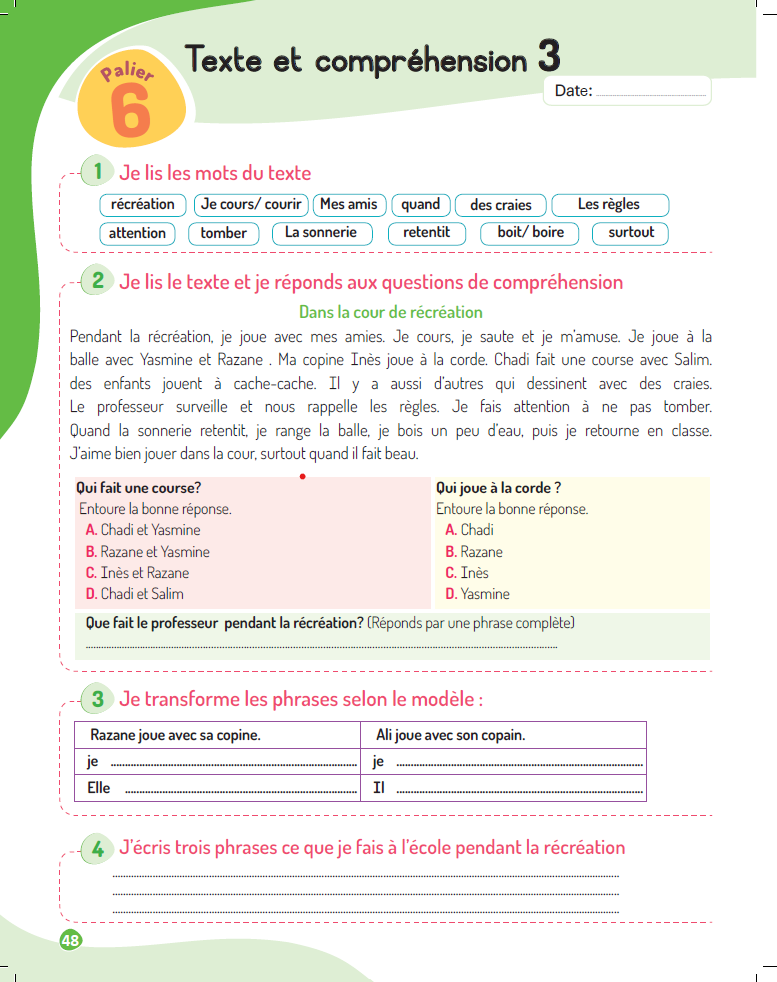 Texte et compréhension 3
Palier
6
Date: ........................
1 Je lis les mots du texte
récréation Je cours/ courir Mes amis quand des craies Les règles
attention tomber La sonnerie retentit boit/ boire surtout
2 Je lis le texte et je réponds aux questions de compréhension
Dans la cour de récréation
Pendant la récréation, je joue avec mes amies. Je cours, je saute et je m'amuse. Je joue à la
balle avec Yasmine et Razane . Ma copine Inès joue à la corde. Chadi fait une course avec Salim.
des enfants jouent à cache-cache. Il y a aussi d'autres qui dessinent avec des craies.
Le professeur surveille et nous rappelle les règles. Je fais attention à ne pas tomber.
Quand la sonnerie retentit, je range la balle, je bois un peu d'eau, puis je retourne en classe.
J'aime bien jouer dans la cour, surtout quand il fait beau.
Qui fait une course?
Entoure la bonne réponse.
A. Chadi et Yasmine
B. Razane et Yasmine
C. Inès et Razane
D. Chadi et Salim
Qui joue à la corde ?
Entoure la bonne réponse.
A. Chadi
B. Razane
C. Inès
D. Yasmine
Que fait le professeur pendant la récréation? (Réponds par une phrase complète)
3 Je transforme les phrases selon le modèle :
Razane joue avec sa copine. Ali joue avec son copain.
je ........................ je ........................
Elle ........................ Il ........................
4 J'écris trois phrases ce que je fais à l'école pendant la récréation
48